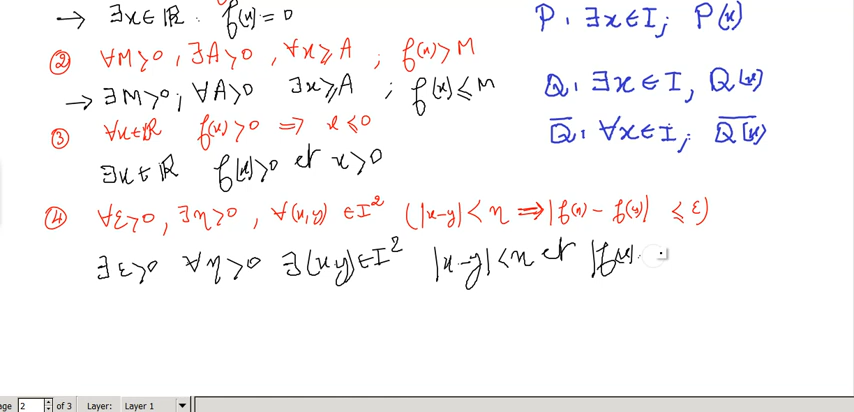 → ∃x∈ℝ. f(x)=0
② ∀M>0, ∃A>0, ∀x⩾A ; f(x)>M
→ ∃M>0; ∀A>0 ∃x⩾A ; f(x)⩽M
③ ∀x∈ℝ f(x)>0 ⇒ x⩽0
∃x∈ℝ f(x)>0 et x>0
④ ∀ε>0, ∃η>0, ∀(x,y)∈I² (|x-y|<η ⇒ |f(x)-f(y)| ⩽ε)
∃ε>0 ∀η>0 ∃(x,y)∈I² |x-y|<η et |f(x)
P : ∃x∈I; P(x)
Q : ∃x∈I, Q(x)
Q̅ : ∀x∈I; Q̅(x)
age 2 of 3 Layer: Layer 1